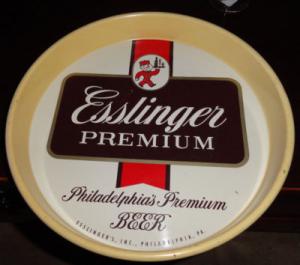 Esslinger
PREMIUM
Philadelphia's Premium
BEER
ESSLINGER'S, INC., PHILADELPHIA, PA.